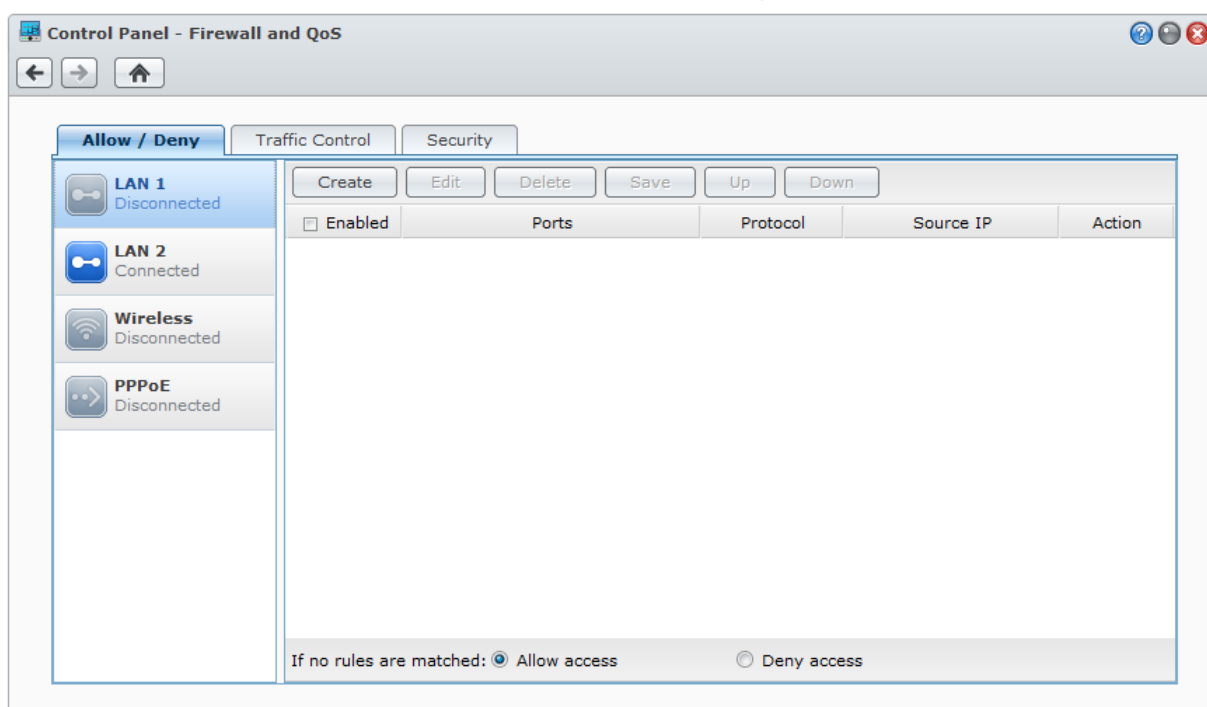 Control Panel - Firewall and QoS
Allow / Deny Traffic Control Security
LAN 1
Disconnected
LAN 2
Connected
Wireless
Disconnected
PPPoE
Disconnected
Create Edit Delete Save Up Down
Enabled Ports Protocol Source IP Action
If no rules are matched: Allow access Deny access